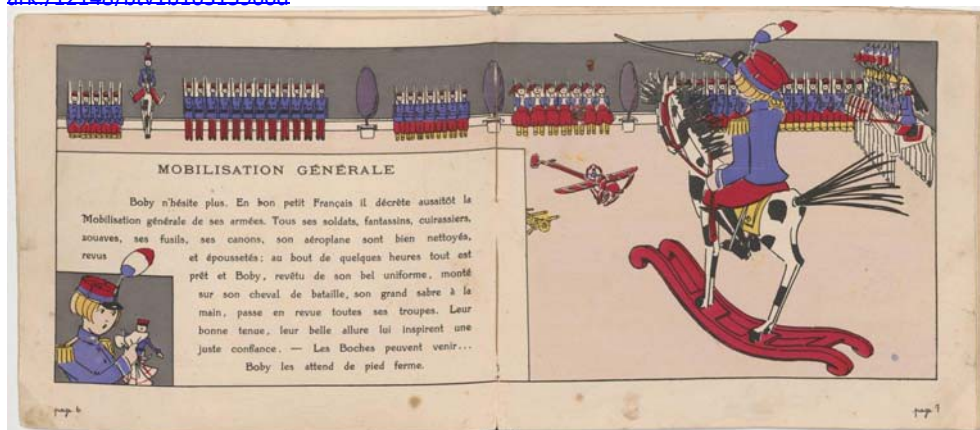 MOBILISATION GÉNÉRALE
Boby n'hésite plus. En bon petit Français il décrète aussitôt la
Mobilisation générale de ses armées. Tous ses soldats, fantassins, cuirassiers,
zouaves, ses fusils, ses canons, son aéroplane sont bien nettoyés,
revus et époussetés; au bout de quelques heures tout est
prêt et Boby, revêtu de son bel uniforme, monté
sur son cheval de bataille, son grand sabre à la
main, passe en revue toutes ses troupes. Leur
bonne tenue, leur belle allure lui inspirent une
juste confiance. — Les Boches peuvent venir...
Boby les attend de pied ferme.
page 6
page 7